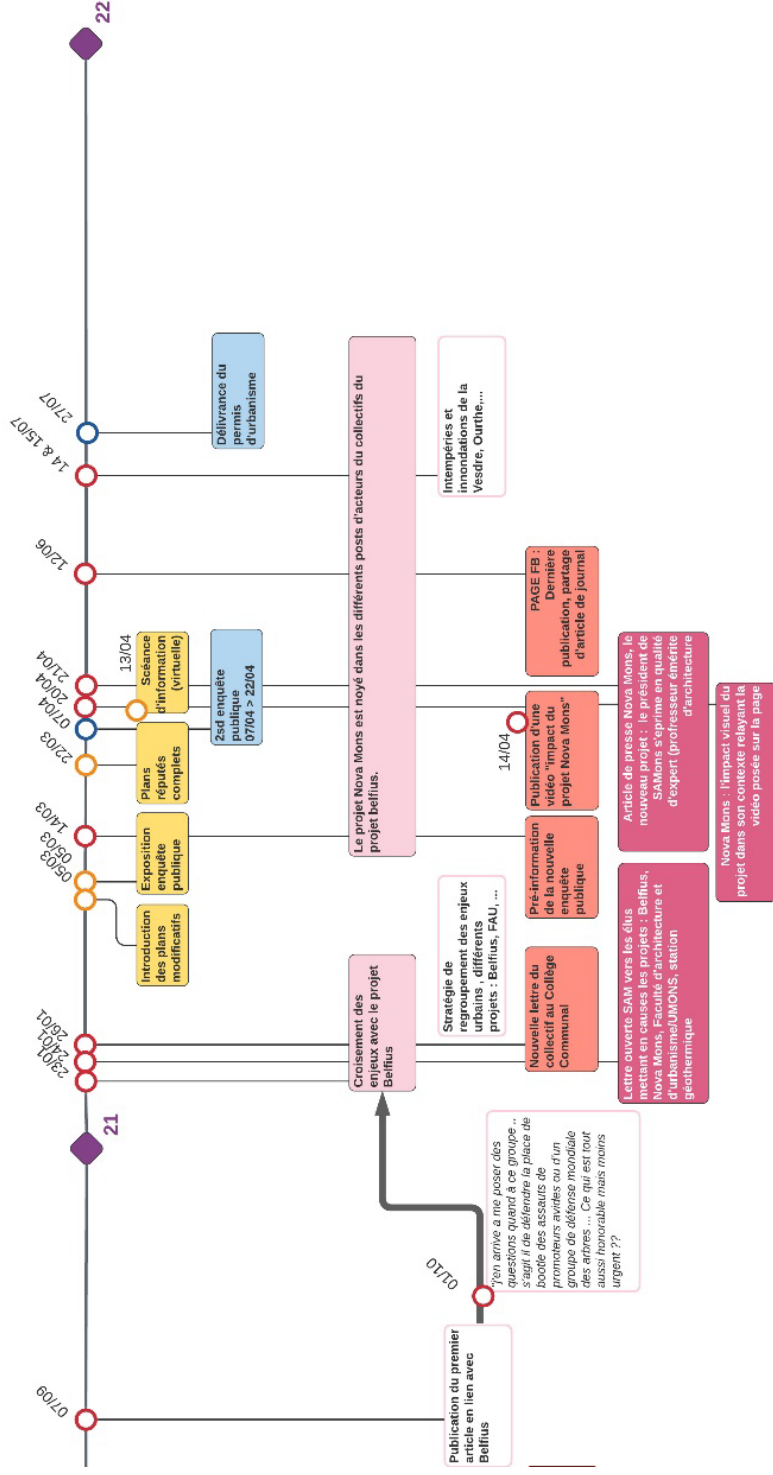 22
27/07
14 & 15/07
12/06
21/04
20/04
07/04
22/03
14/03
05/03
05/03
26/01
23/01
21
07/09
13/04
Scéance
d'information
(virtuelle)
Plans
réputés
complets
Exposition
enquête
publique
Introduction
des plans
modificatifs
Délivrance du
permis
d'urbanisme
2sd enquête
publique
07/04 > 22/04
Le projet Nova Mons est noyé dans les différents posts d'acteurs du collectifs du
projet belfius.
Croisement des
enjeux avec le projet
Belfius
Intempéries et
innondations de la
Vesdre, Ourthe,...
Stratégie de
regroupement des enjeux
urbains , différents
projets : Belfius, FAU, ...
01/10
"j'en arrive a me poser des
questions quand à ce groupe ..
s'agit il de défendre la place de
bootle des assauts de
promoteurs avides ou d'un
groupe de défense mondiale
des arbres ... Ce qui est tout
aussi honorable mais moins
urgent ??
Publication du premier
article en lien avec
Belfius
PAGE FB :
Dernière
publication, partage
d'article de journal
14/04
Publication d'une
vidéo "impact du
projet Nova Mons"
Pré-information
de la nouvelle
enquête
publique
Nouvelle lettre du
collectif au Collège
Communal
Article de presse Nova Mons, le
nouveau projet : le président de
SAMons s'eprime en qualité
d'expert (professeur émérite
d'architecture
Lettre ouverte SAM vers les élus
mettant en causes les projets : Belfius,
Nova Mons, Faculté d'architecture et
d'urbanisme/UMONS, station
géothermique
Nova Mons : l'impact visuel du
projet dans son contexte relayant la
vidéo posée sur la page